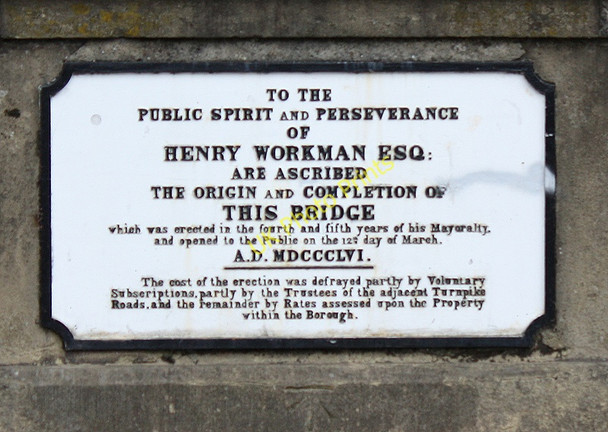 TO THE
PUBLIC SPIRIT AND PERSEVERANCE
OF
HENRY WORKMAN ESQ:
ARE ASCRIBED
THE ORIGIN AND COMPLETION OF
THIS BRIDGE
which was erected in the fourth and fifth years of his Mayoralty,
and opened to the Public on the 12th day of March.
A.D. MDCCCLVI.
The cost of the erection was defrayed partly by Voluntary
Subscriptions, partly by the Trustees of the adjacent Turnpike
Roads, and the remainder by Rates assessed upon the Property
within the Borough.